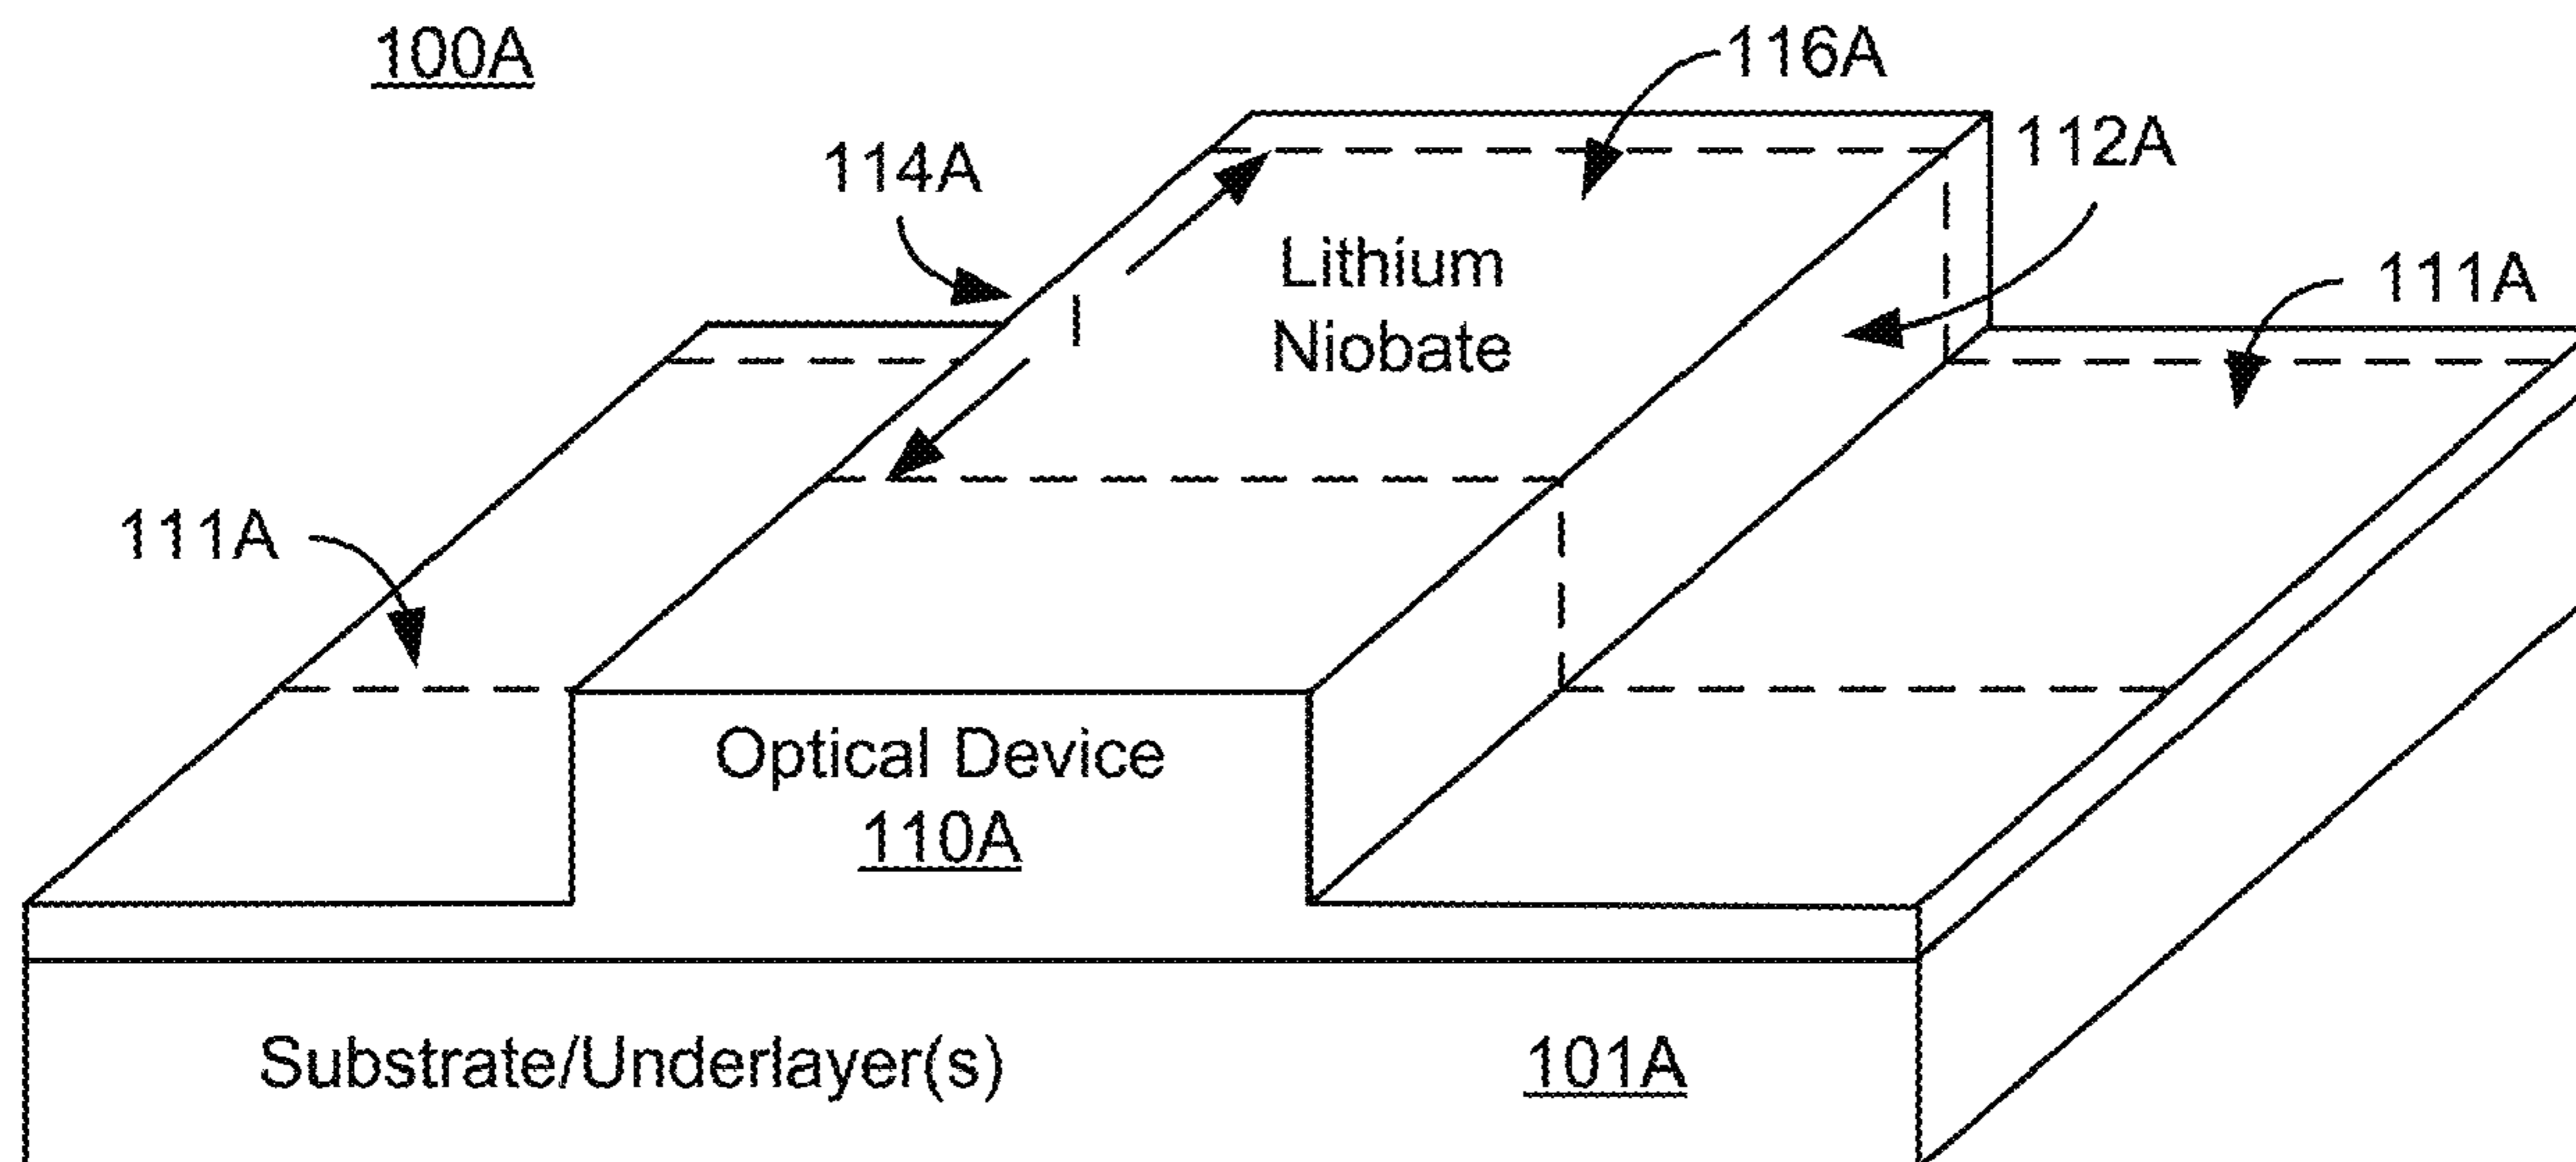 100A
116A
112A
114A
Lithium
Niobate
111A
111A
l
Optical Device
110A
Substrate/Underlayer(s)
101A